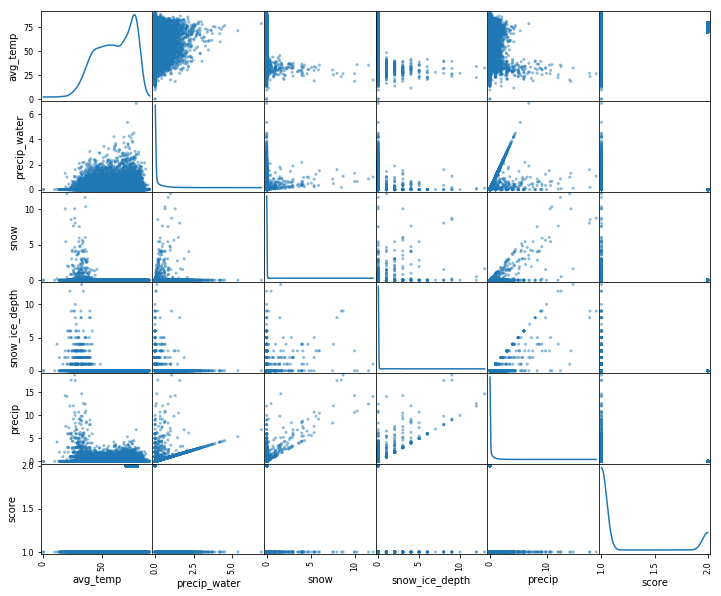 75
50
25
0
avg_temp
6
4
2
0
precip_water
10
5
0
snow
10
5
0
snow_ice_depth
15
10
5
0
precip
2.0
1.5
1.0
score
0 50
0.0 2.5 5.0
0 5 10
0 5 10
0 10
1.0 1.5 2.0
avg_temp precip_water snow snow_ice_depth precip score